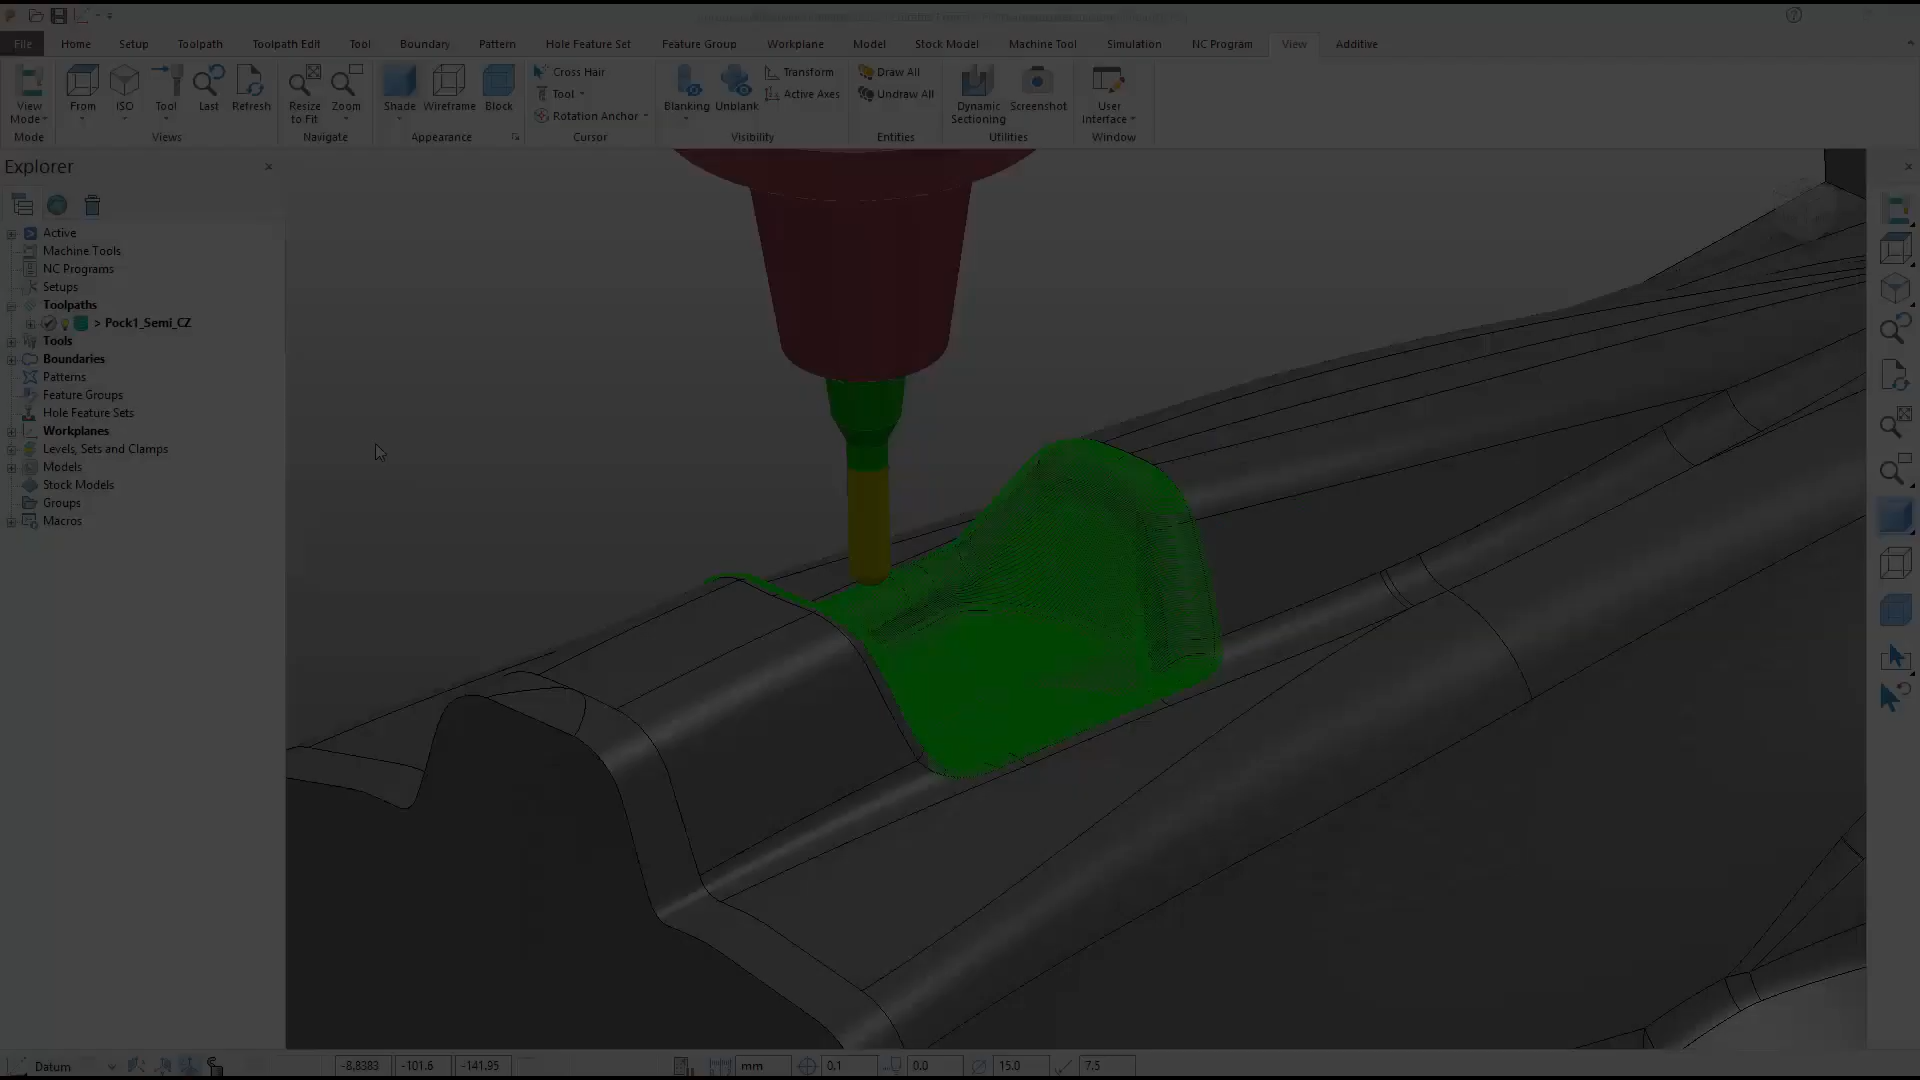 File Home Setup Toolpath Toolpath Edit Tool Boundary Pattern Hole Feature Set Feature Group Workplane Model Stock Model Machine Tool Simulation NC Program View Additive
View Mode
From
ISO
Tool
Last
Refresh
Resize to Fit
Zoom
Shade
Wireframe
Block
Cross Hair
Tool
Rotation Anchor
Blanking
Unblank
Transform
Active Axes
Draw All
Undraw All
Dynamic Sectioning
Screenshot
User Interface
Mode Views Navigate Appearance Cursor Visibility Entities Utilities Window
Explorer
Active
Machine Tools
NC Programs
Setups
Toolpaths
> Pock1_Semi_CZ
Tools
Boundaries
Patterns
Feature Groups
Hole Feature Sets
Workplanes
Levels, Sets and Clamps
Models
Stock Models
Groups
Macros
Datum -8.8383 -101.6 -141.95 mm 0.1 0.0 15.0 7.5